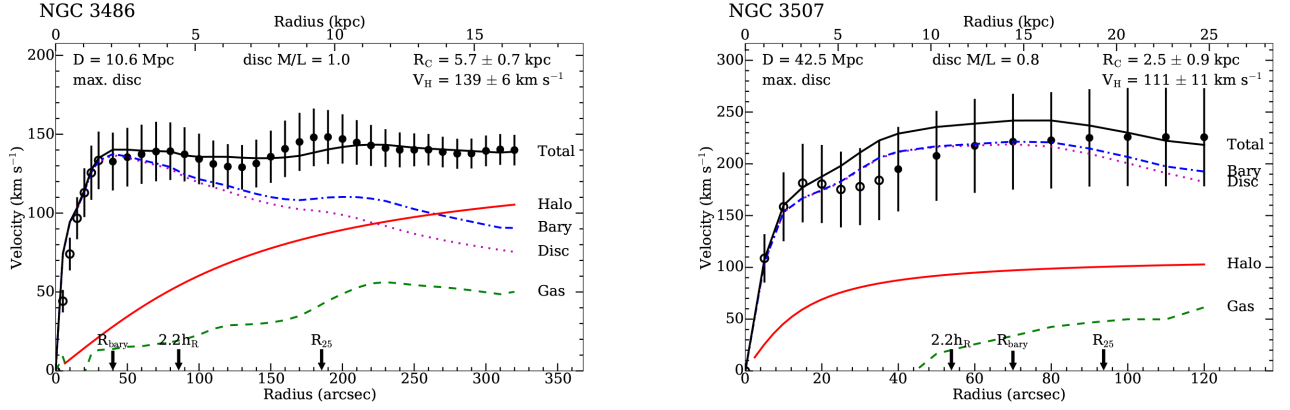 NGC 3486
Radius (kpc)
0 5 10 15
200
150
100
50
0
Velocity (km s⁻¹)
D = 10.6 Mpc disc M/L = 1.0 R_C = 5.7 ± 0.7 kpc
max. disc V_H = 139 ± 6 km s⁻¹
Total
Halo
Bary
Disc
Gas
R_bary 2.2h_R R_25
0 50 100 150 200 250 300 350
Radius (arcsec)
NGC 3507
Radius (kpc)
0 5 10 15 20 25
300
250
200
150
100
50
0
Velocity (km s⁻¹)
D = 42.5 Mpc disc M/L = 0.8 R_C = 2.5 ± 0.9 kpc
max. disc V_H = 111 ± 11 km s⁻¹
Total
Bary
Disc
Halo
Gas
2.2h_R R_bary R_25
0 20 40 60 80 100 120
Radius (arcsec)